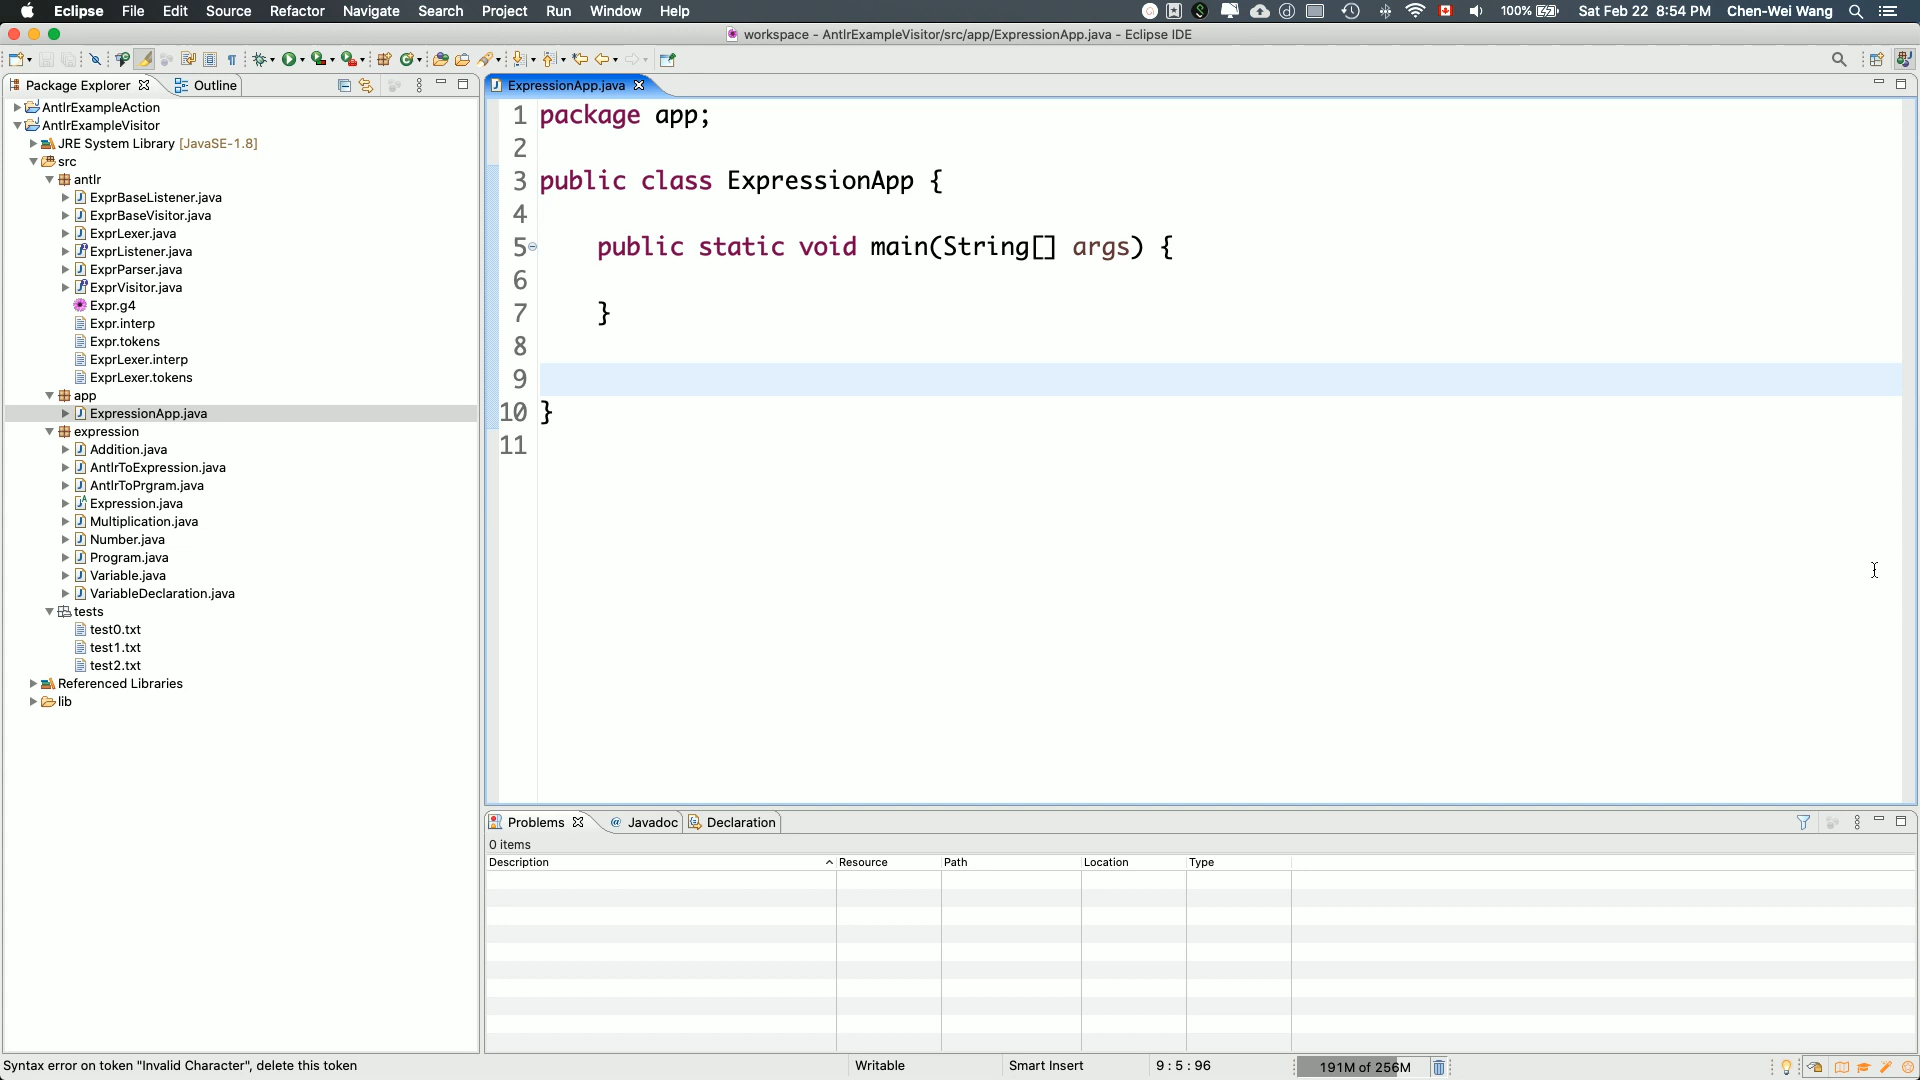 Eclipse File Edit Source Refactor Navigate Search Project Run Window Help 100% Sat Feb 22 8:54 PM Chen-Wei Wang
workspace - AntlrExampleVisitor/src/app/ExpressionApp.java - Eclipse IDE
Package Explorer Outline
AntlrExampleAction
AntlrExampleVisitor
JRE System Library [JavaSE-1.8]
src
antlr
ExprBaseListener.java
ExprBaseVisitor.java
ExprLexer.java
ExprListener.java
ExprParser.java
ExprVisitor.java
Expr.g4
Expr.interp
Expr.tokens
ExprLexer.interp
ExprLexer.tokens
app
ExpressionApp.java
expression
Addition.java
AntlrToExpression.java
AntlrToPrgram.java
Expression.java
Multiplication.java
Number.java
Program.java
Variable.java
VariableDeclaration.java
tests
test0.txt
test1.txt
test2.txt
Referenced Libraries
lib
ExpressionApp.java
1 package app;
2
3 public class ExpressionApp {
4
5 public static void main(String[] args) {
6
7 }
8
9
10 }
11
Problems @ Javadoc Declaration
0 items
Description Resource Path Location Type
Syntax error on token "Invalid Character", delete this token Writable Smart Insert 9 : 5 : 96 191M of 256M